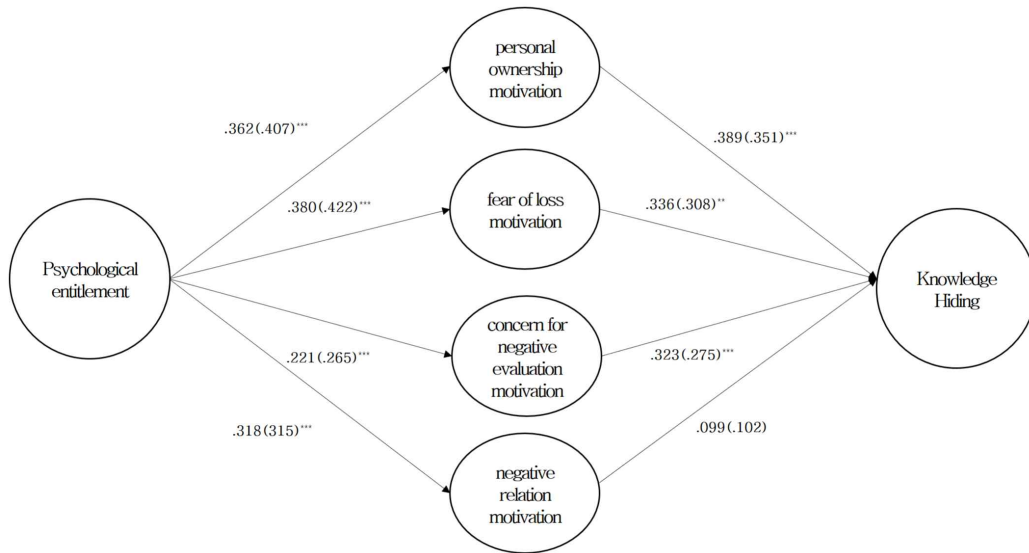 personal
ownership
motivation
.362(.407)***
.389(.351)***
.380(.422)***
fear of loss
motivation
.336(.308)**
Psychological
entitlement
Knowledge
Hiding
concern for
negative
evaluation
motivation
.221(.265)***
.323(.275)***
.318(315)***
.099(.102)
negative
relation
motivation